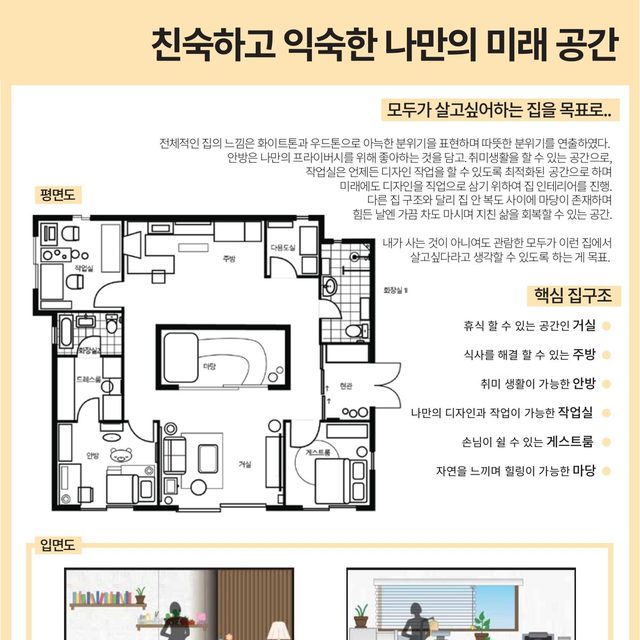 친숙하고 익숙한 나만의 미래 공간
모두가 살고싶어하는 집을 목표로..
전체적인 집의 느낌은 화이트톤과 우드톤으로 아늑한 분위기을 표현하며 따뜻한 분위기를 연출하였다.
안방은 나만의 프라이버시를 위해 좋아하는 것을 담고. 취미생활을 할 수 있는 공간으로,
작업실은 언제든 디자인 작업을 할 수 있도록 최적화된 공간으로 하며
미래에도 디자인을 직업으로 삼기 위하여 집 인테리어를 진행.
다른 집 구조와 달리 집 안 복도 사이에 마당이 존재하며
힘든 날엔 가끔 차도 마시며 지친 삶을 회복할 수 있는 공간.
내가 사는 것이 아니여도 관람한 모두가 이런 집에서
살고싶다라고 생각할 수 있도록 하는 게 목표.
평면도
작업실
주방
다용도실
화장실 1
화장실2
마당
드레스룸
현관
안방
거실
게스트룸
핵심 집구조
휴식 할 수 있는 공간인 거실
식사를 해결 할 수 있는 주방
취미 생활이 가능한 안방
나만의 디자인과 작업이 가능한 작업실
손님이 쉴 수 있는 게스트룸
자연을 느끼며 힐링이 가능한 마당
입면도